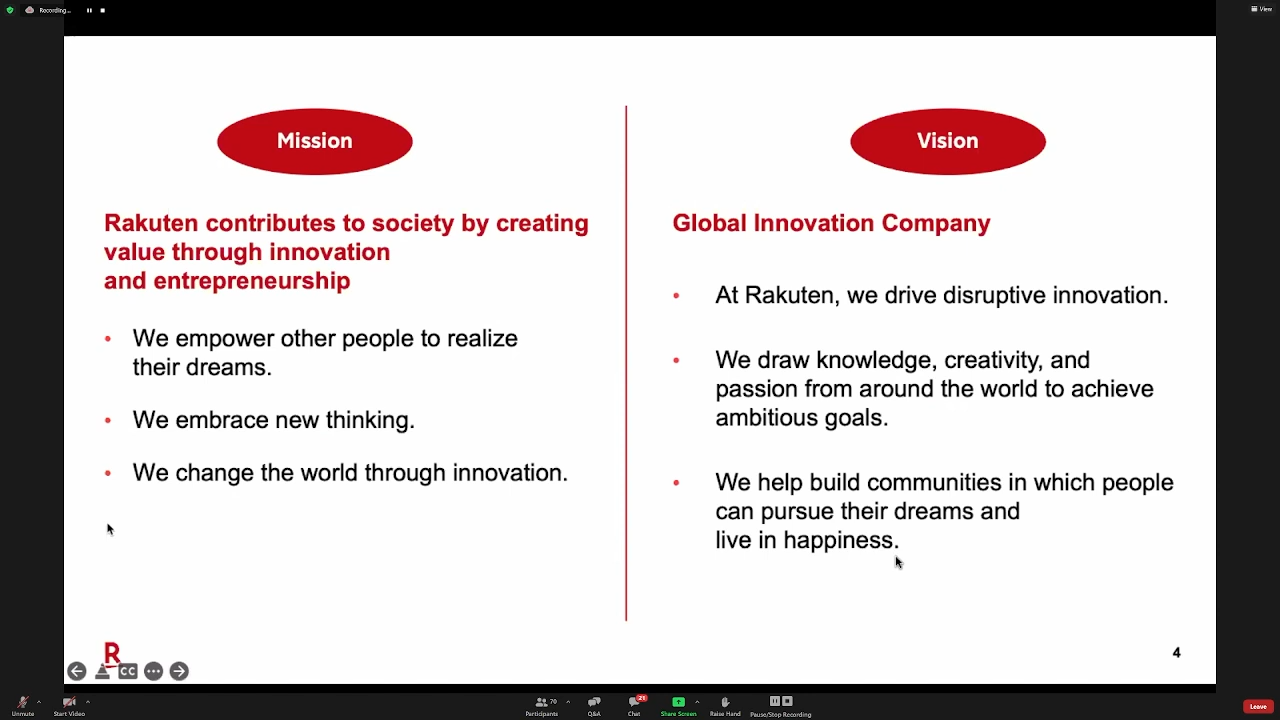 Recording...
View
Mission
Rakuten contributes to society by creating
value through innovation
and entrepreneurship
• We empower other people to realize
their dreams.
• We embrace new thinking.
• We change the world through innovation.
Vision
Global Innovation Company
• At Rakuten, we drive disruptive innovation.
• We draw knowledge, creativity, and
passion from around the world to achieve
ambitious goals.
• We help build communities in which people
can pursue their dreams and
live in happiness.
R
CC
4
Unmute
Start Video
70
Participants
Q&A
21
Chat
Share Screen
Raise Hand
Pause/Stop Recording
Leave